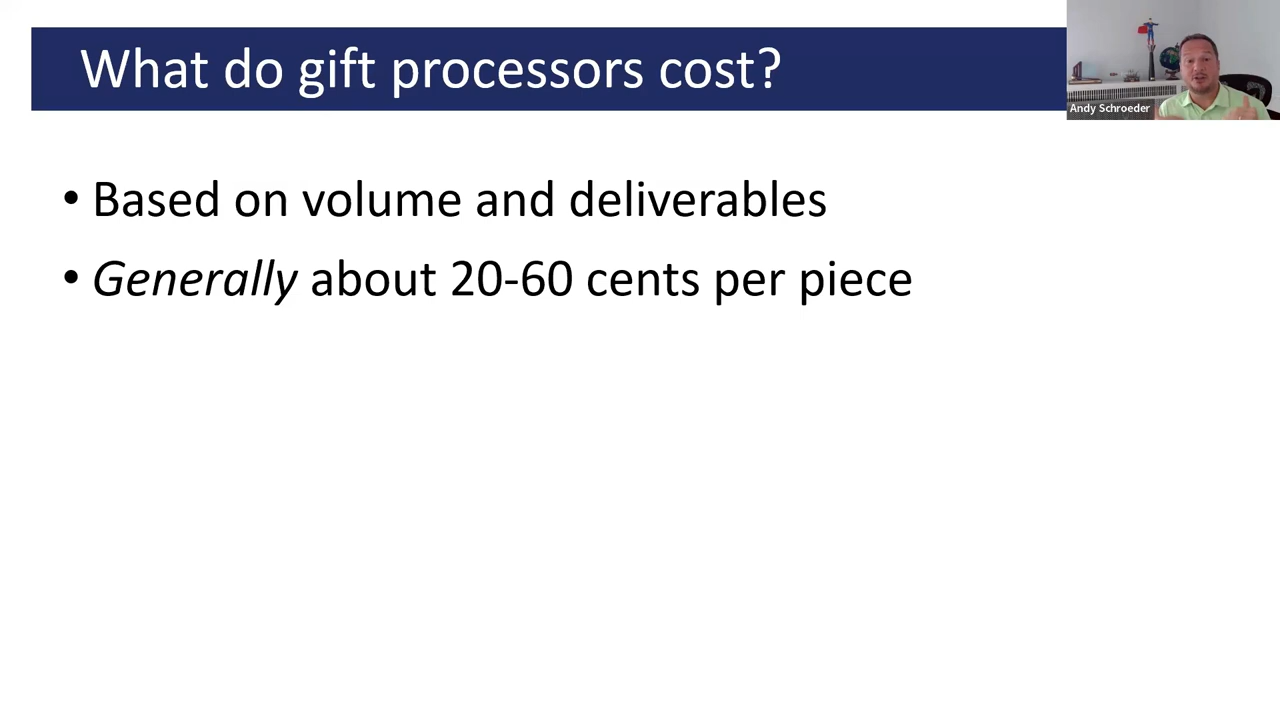 What do gift processors cost?
Andy Schroeder
• Based on volume and deliverables
• Generally about 20-60 cents per piece